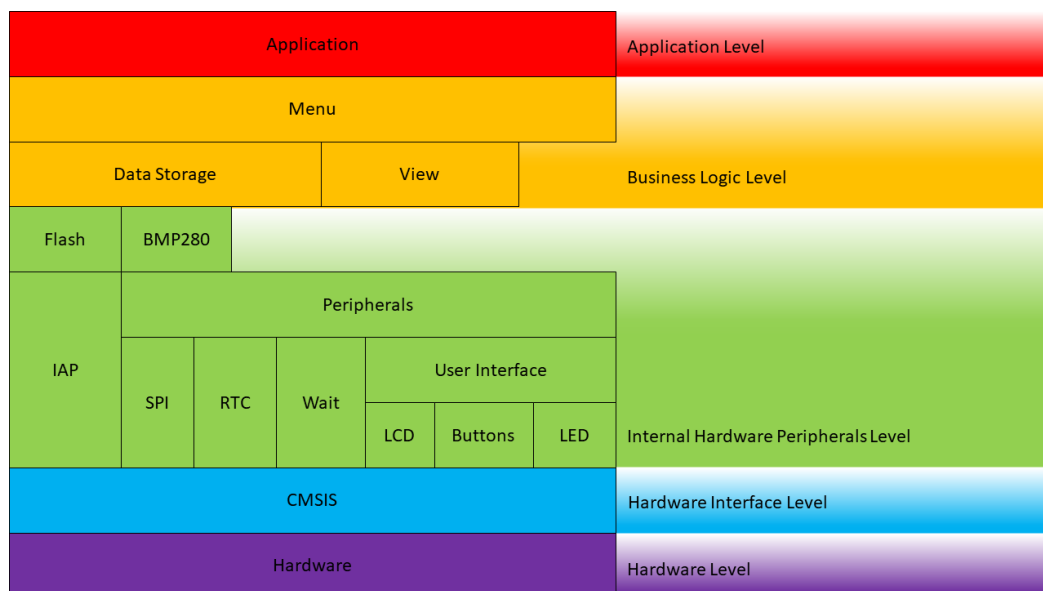 Application
Application Level
Menu
Data Storage
View
Business Logic Level
Flash
BMP280
Peripherals
IAP
User Interface
SPI
RTC
Wait
LCD
Buttons
LED
Internal Hardware Peripherals Level
CMSIS
Hardware Interface Level
Hardware
Hardware Level